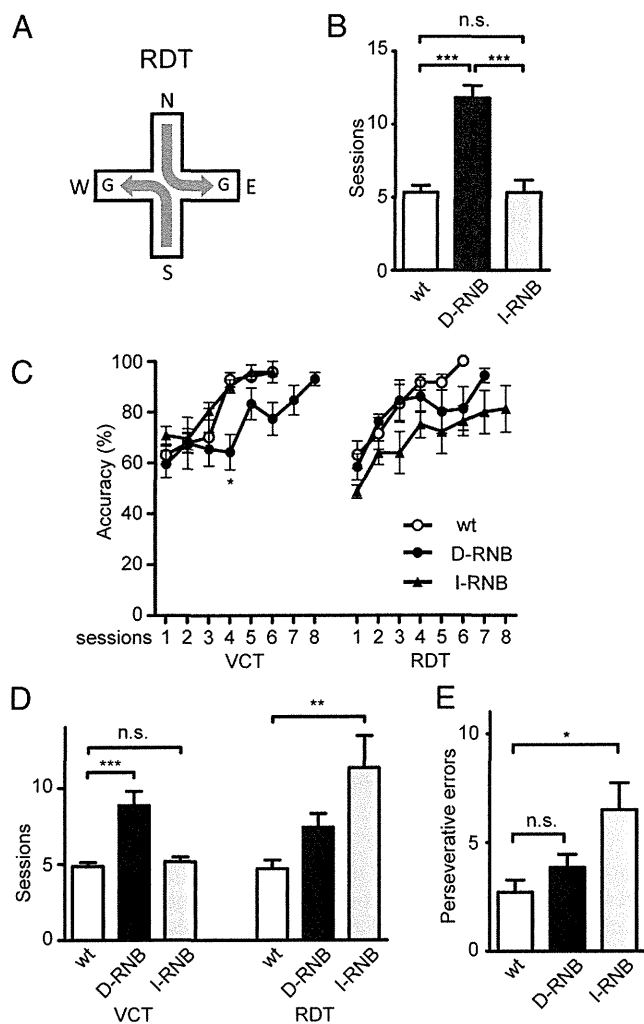 A
RDT
N
W G G E
S
B
n.s.
*** ***
15
10
5
0
Sessions
wt D-RNB I-RNB
C
100
80
60
40
20
0
Accuracy (%)
*
wt
D-RNB
I-RNB
sessions 1 2 3 4 5 6 7 8 1 2 3 4 5 6 7 8
VCT RDT
D
n.s.
***
**
10
5
0
Sessions
wt D-RNB I-RNB wt D-RNB I-RNB
VCT RDT
E
*
n.s.
10
5
0
Perseverative errors
wt D-RNB I-RNB